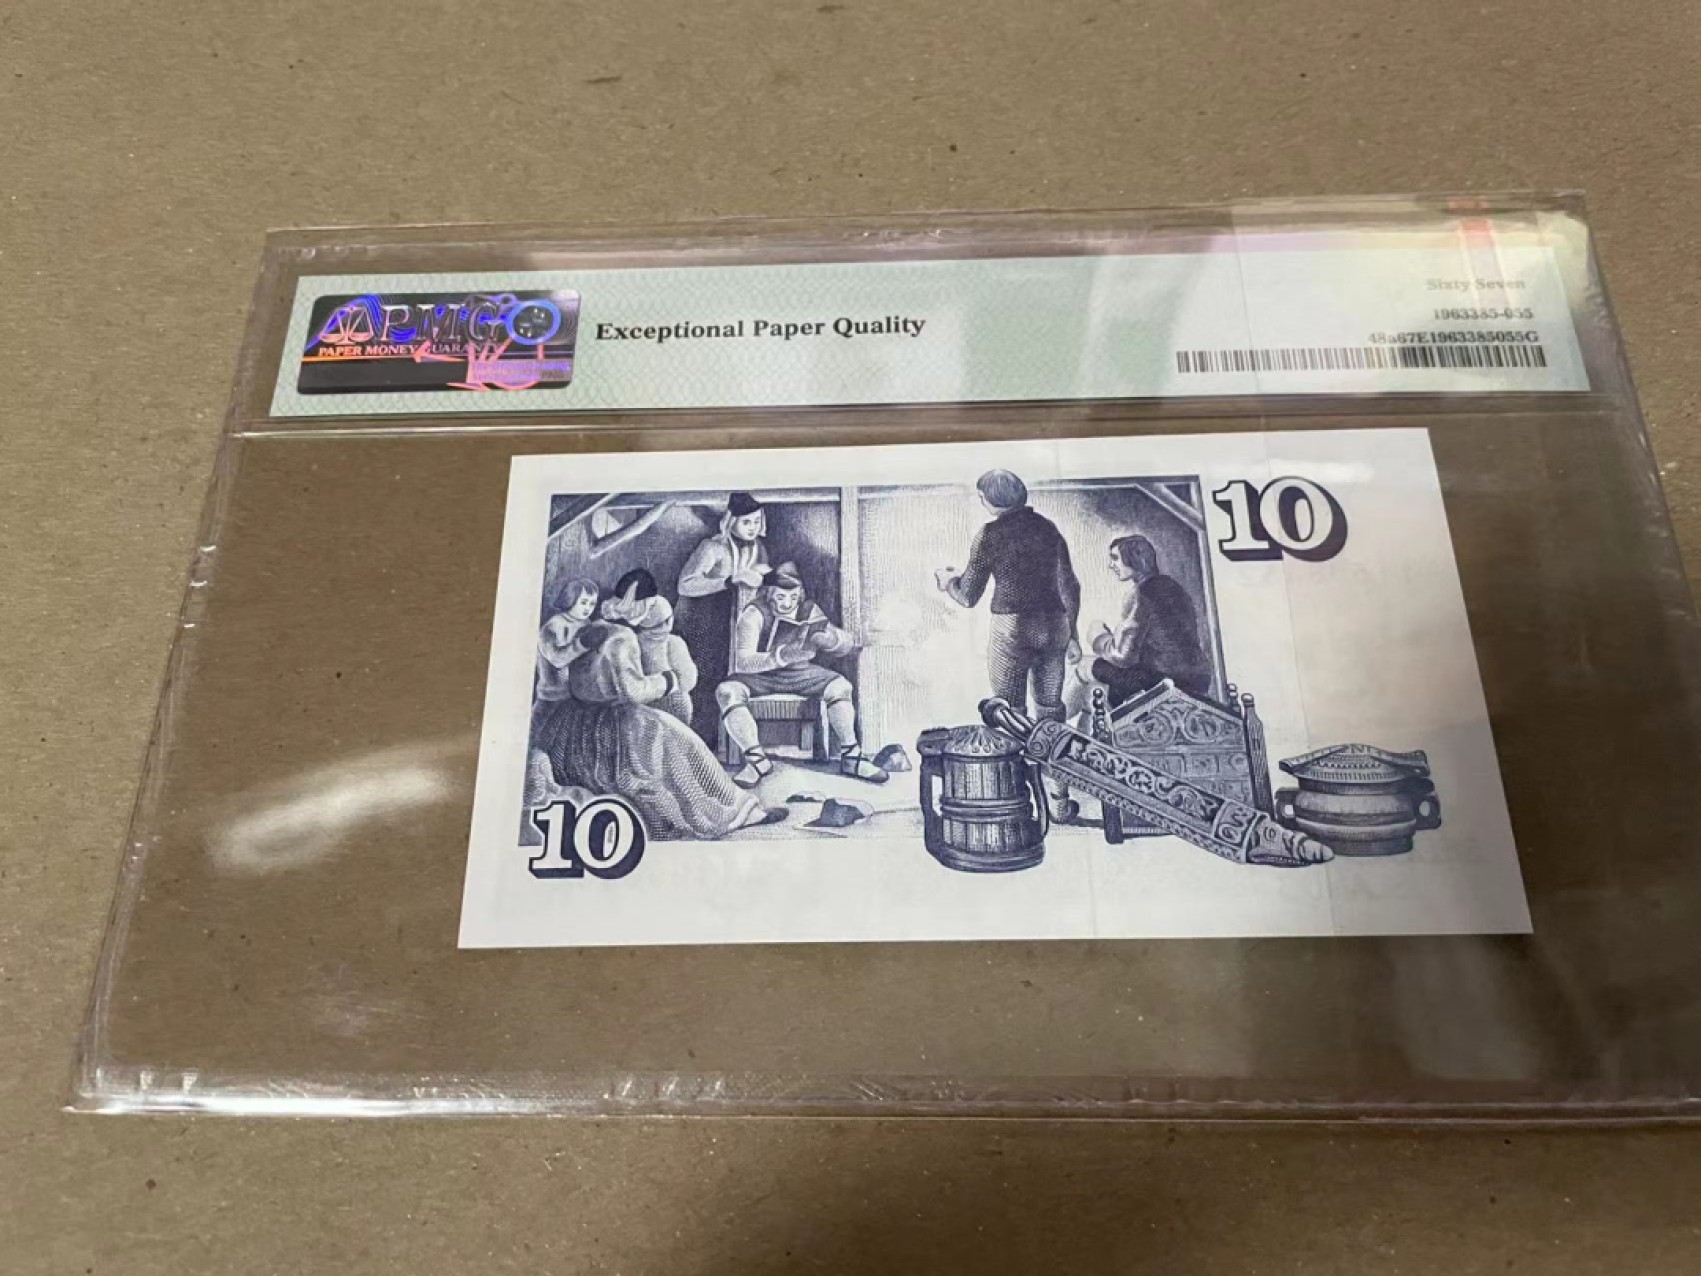 PMG
PAPER MONEY GUARANTY
Exceptional Paper Quality
Sixty Seven
1963385-055
48a67E1963385055G
10
10